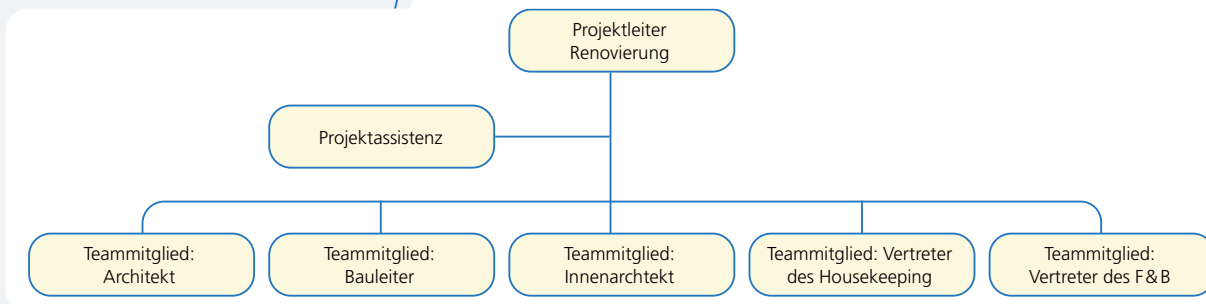 Projektleiter
Renovierung
Projektassistenz
Teammitglied:
Architekt
Teammitglied:
Bauleiter
Teammitglied:
Innenarchtekt
Teammitglied: Vertreter
des Housekeeping
Teammitglied:
Vertreter des F & B